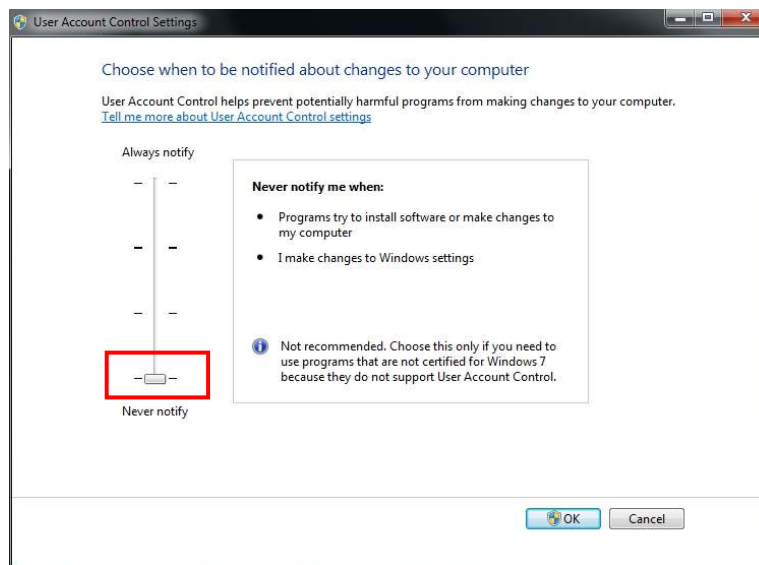 User Account Control Settings
Choose when to be notified about changes to your computer
User Account Control helps prevent potentially harmful programs from making changes to your computer.
Tell me more about User Account Control settings
Always notify
Never notify me when:
• Programs try to install software or make changes to
my computer
• I make changes to Windows settings
Not recommended. Choose this only if you need to
use programs that are not certified for Windows 7
because they do not support User Account Control.
Never notify
OK
Cancel